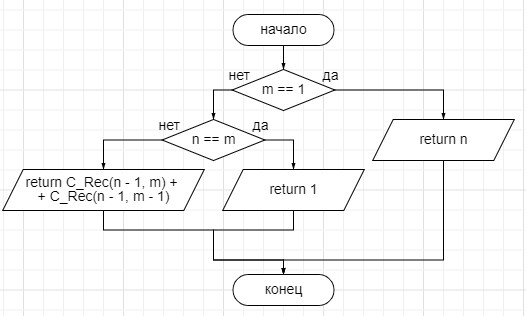 начало
нет
да
m == 1
нет
да
n == m
return n
return C_Rec(n - 1, m) +
+ C_Rec(n - 1, m - 1)
return 1
конец